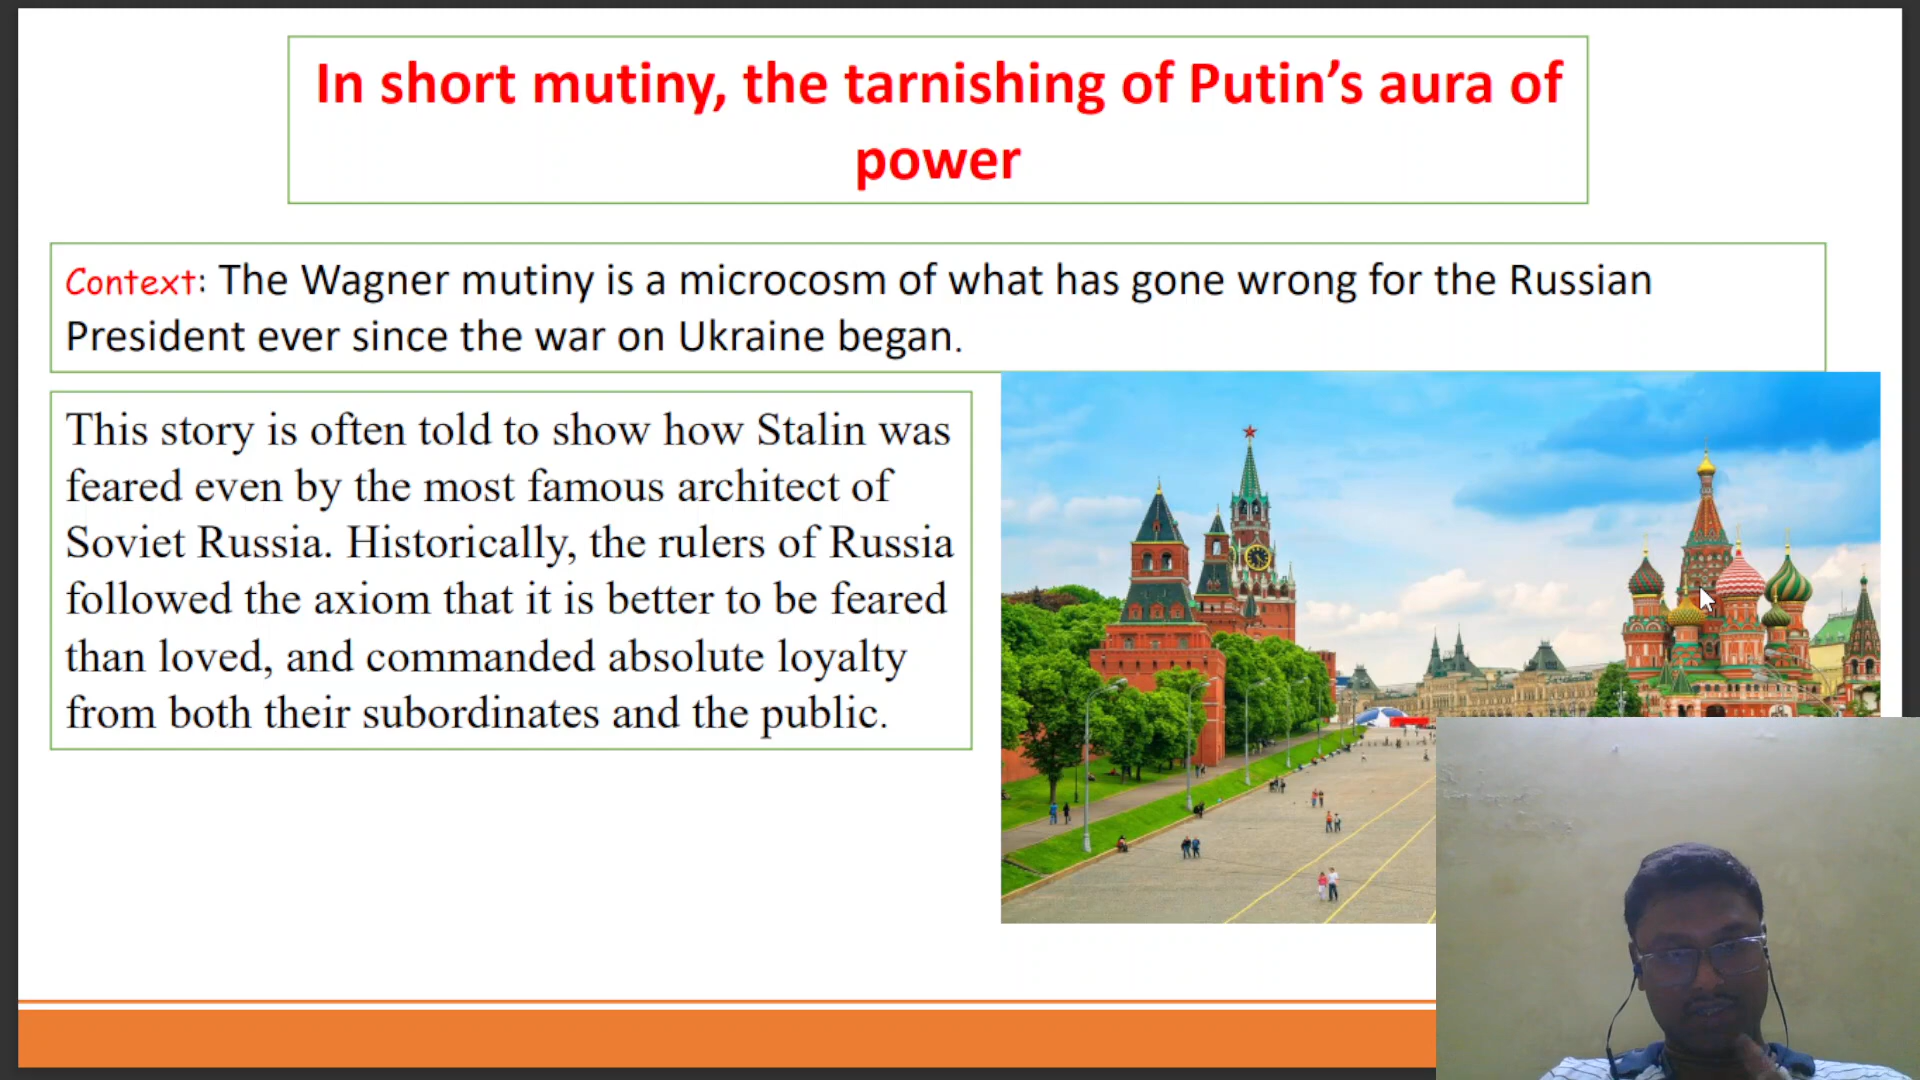 In short mutiny, the tarnishing of Putin’s aura of
power
Context: The Wagner mutiny is a microcosm of what has gone wrong for the Russian
President ever since the war on Ukraine began.
This story is often told to show how Stalin was
feared even by the most famous architect of
Soviet Russia. Historically, the rulers of Russia
followed the axiom that it is better to be feared
than loved, and commanded absolute loyalty
from both their subordinates and the public.